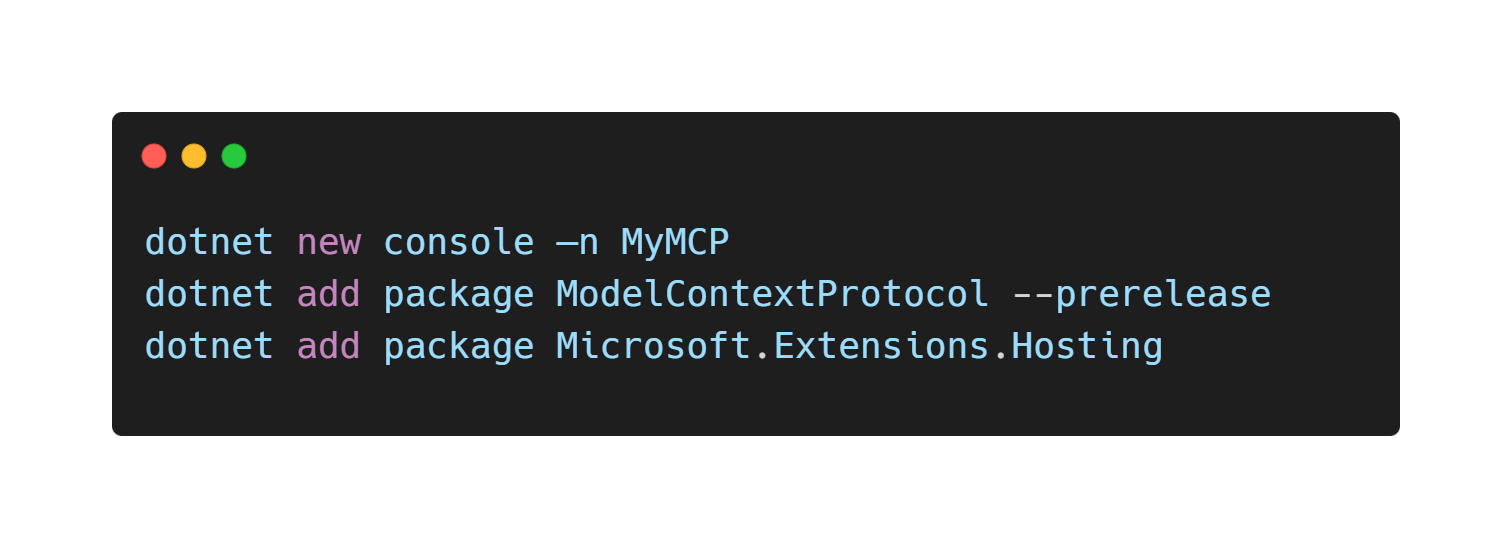 dotnet new console –n MyMCP
dotnet add package ModelContextProtocol --prerelease
dotnet add package Microsoft.Extensions.Hosting